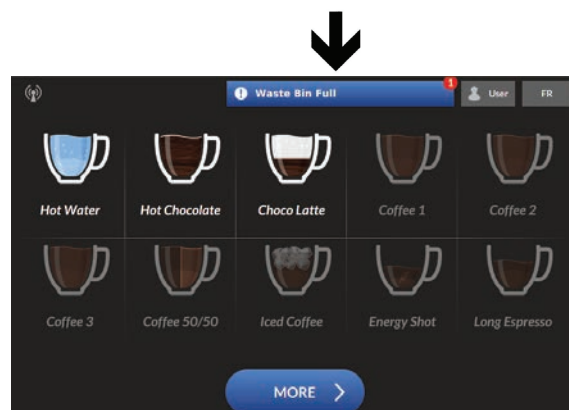 Waste Bin Full
1
User
FR
Hot Water
Hot Chocolate
Choco Latte
Coffee 1
Coffee 2
Coffee 3
Coffee 50/50
Iced Coffee
Energy Shot
Long Espresso
MORE